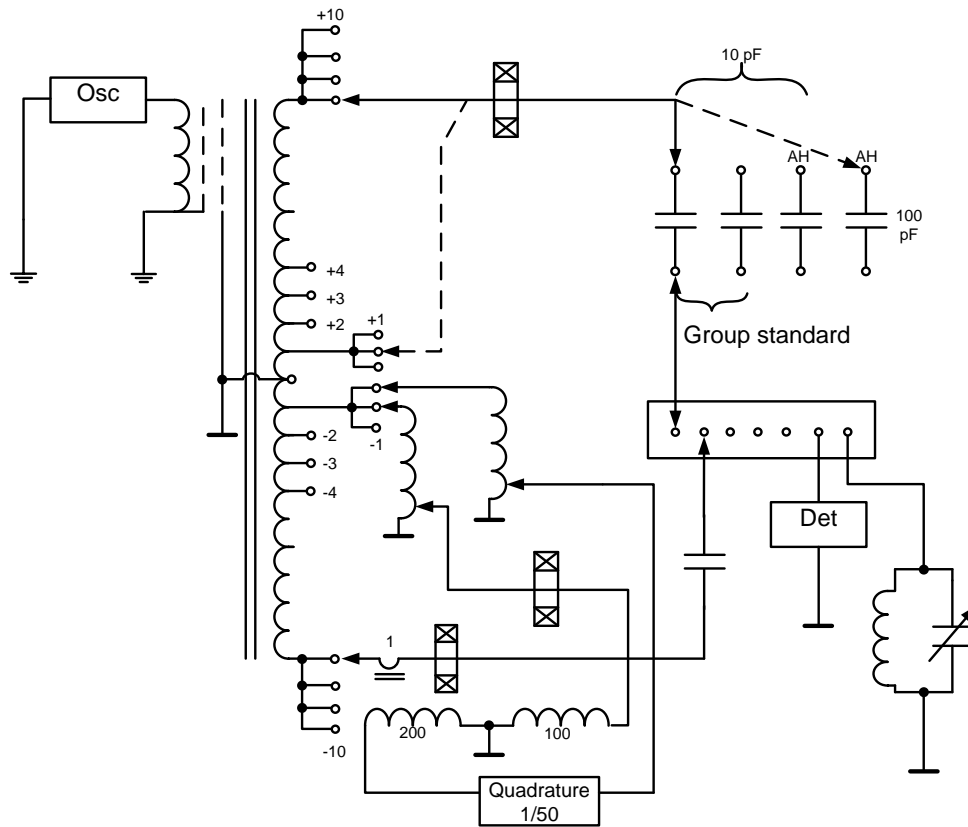 +10
10 pF
Osc
AH
AH
100
pF
+4
+3
+2
+1
Group standard
-1
-2
-3
-4
Det
1
200
100
-10
Quadrature
1/50